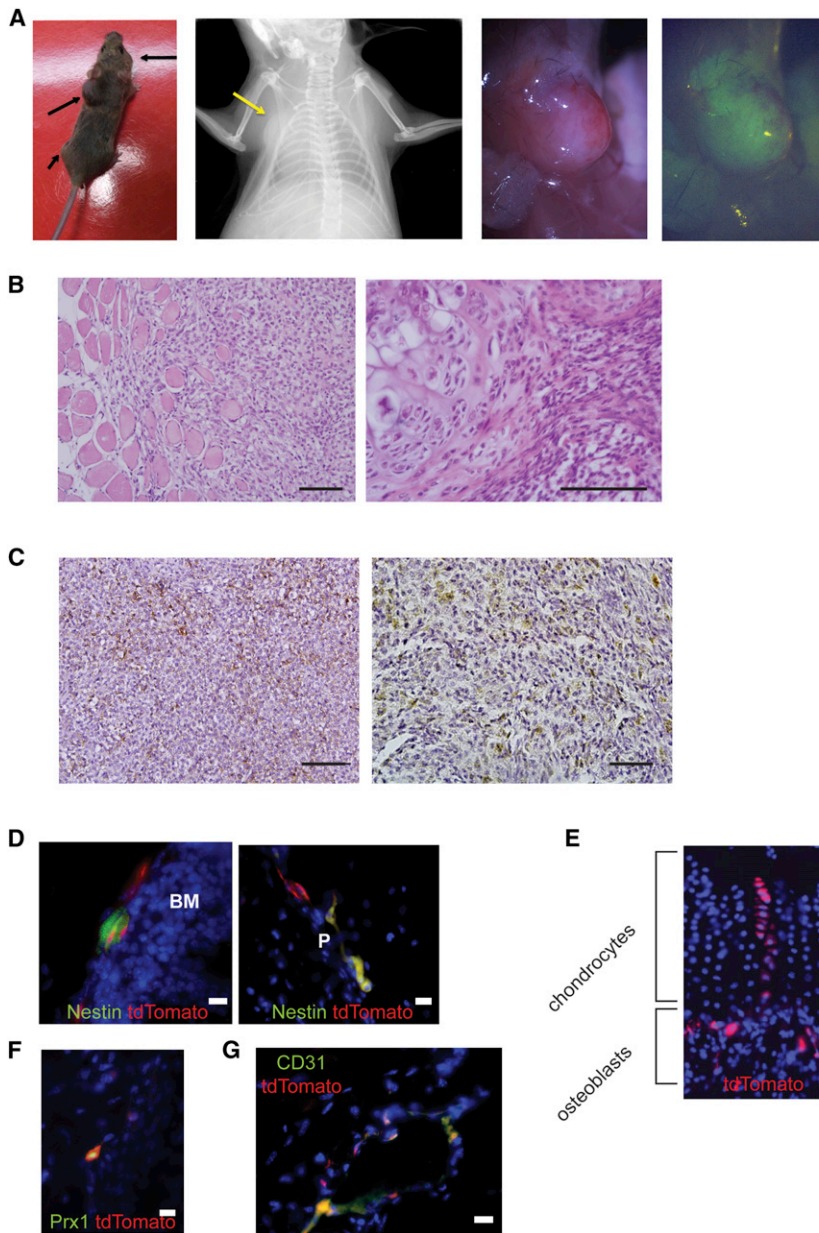 A
B
C
D
BM
Nestin tdTomato
P
Nestin tdTomato
E
chondrocytes
osteoblasts
tdTomato
F
Prx1 tdTomato
G
CD31
tdTomato